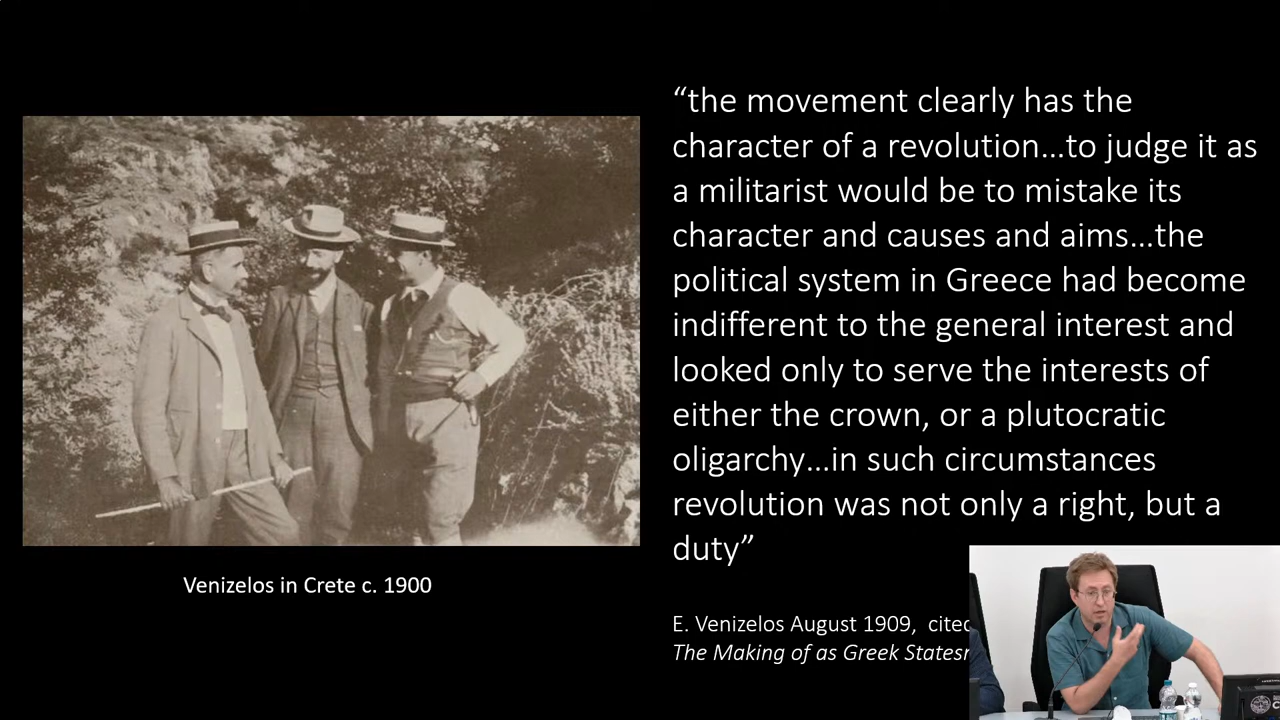 “the movement clearly has the
character of a revolution…to judge it as
a militarist would be to mistake its
character and causes and aims…the
political system in Greece had become
indifferent to the general interest and
looked only to serve the interests of
either the crown, or a plutocratic
oligarchy…in such circumstances
revolution was not only a right, but a
duty”
Venizelos in Crete c. 1900
E. Venizelos August 1909, cited
The Making of as Greek